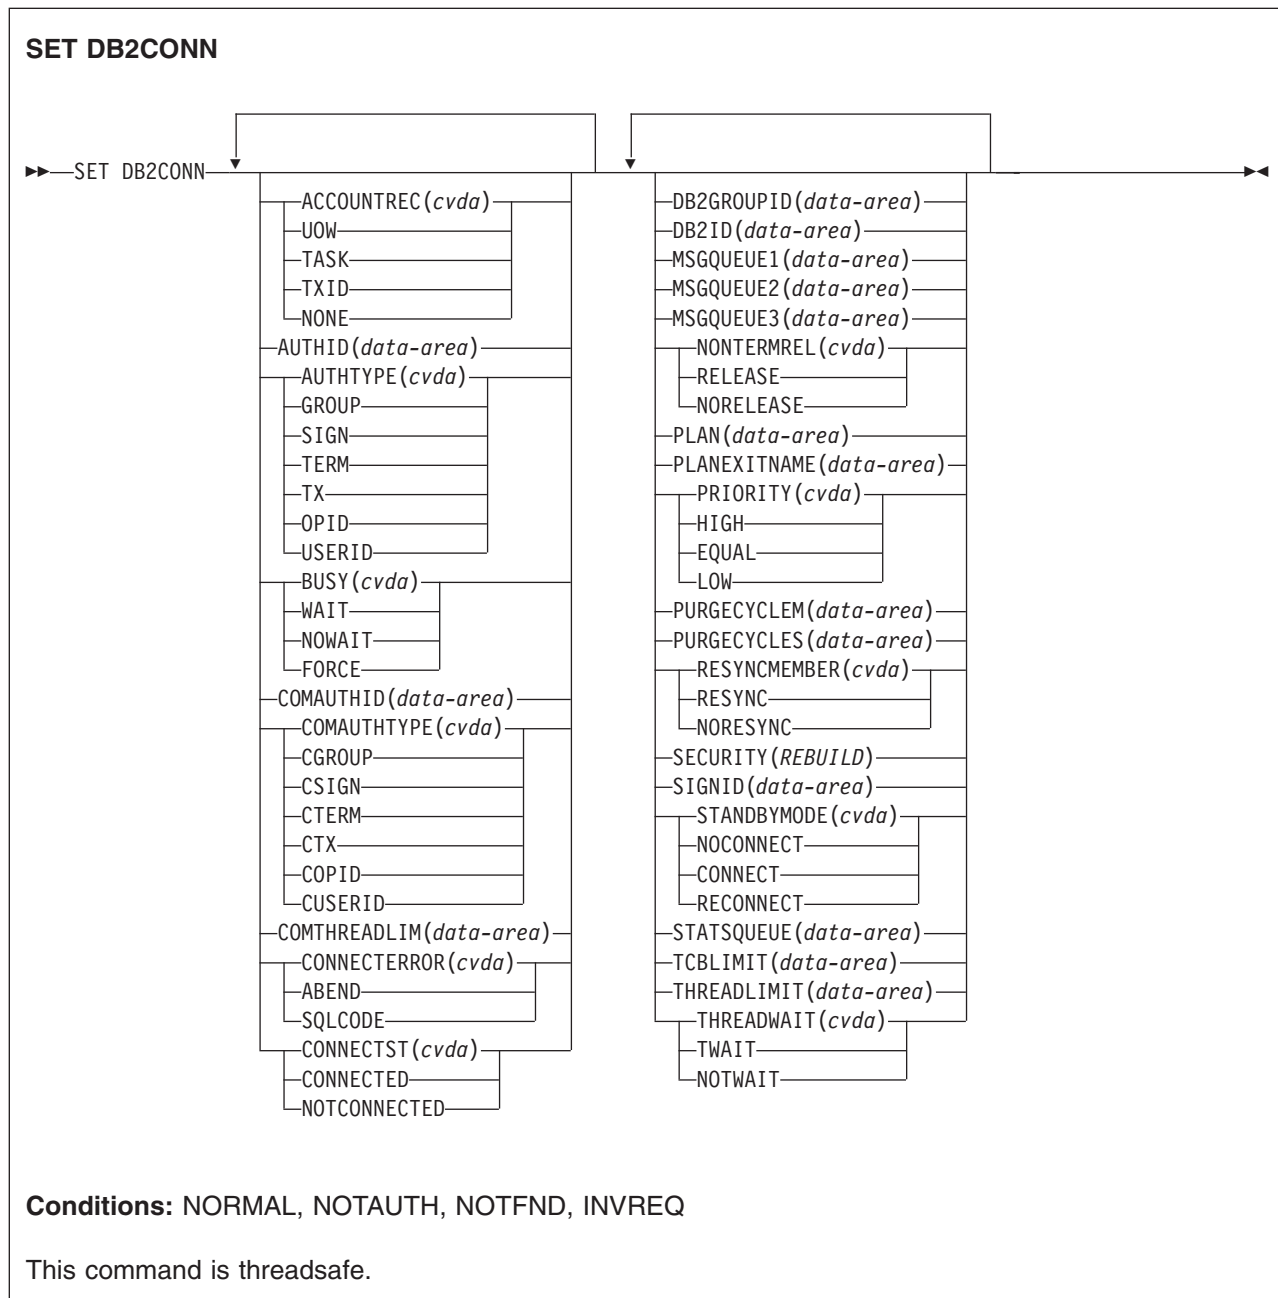 SET DB2CONN
SET DB2CONN
ACCOUNTREC(cvda)
UOW
TASK
TXID
NONE
AUTHID(data-area)
AUTHTYPE(cvda)
GROUP
SIGN
TERM
TX
OPID
USERID
BUSY(cvda)
WAIT
NOWAIT
FORCE
COMAUTHID(data-area)
COMAUTHTYPE(cvda)
CGROUP
CSIGN
CTERM
CTX
COPID
CUSERID
COMTHREADLIM(data-area)
CONNECTERROR(cvda)
ABEND
SQLCODE
CONNECTST(cvda)
CONNECTED
NOTCONNECTED
DB2GROUPID(data-area)
DB2ID(data-area)
MSGQUEUE1(data-area)
MSGQUEUE2(data-area)
MSGQUEUE3(data-area)
NONTERMREL(cvda)
RELEASE
NORELEASE
PLAN(data-area)
PLANEXITNAME(data-area)
PRIORITY(cvda)
HIGH
EQUAL
LOW
PURGECYCLEM(data-area)
PURGECYCLES(data-area)
RESYNCMEMBER(cvda)
RESYNC
NORESYNC
SECURITY(REBUILD)
SIGNID(data-area)
STANDBYMODE(cvda)
NOCONNECT
CONNECT
RECONNECT
STATSQUEUE(data-area)
TCBLIMIT(data-area)
THREADLIMIT(data-area)
THREADWAIT(cvda)
TWAIT
NOTWAIT
Conditions: NORMAL, NOTAUTH, NOTFND, INVREQ
This command is threadsafe.